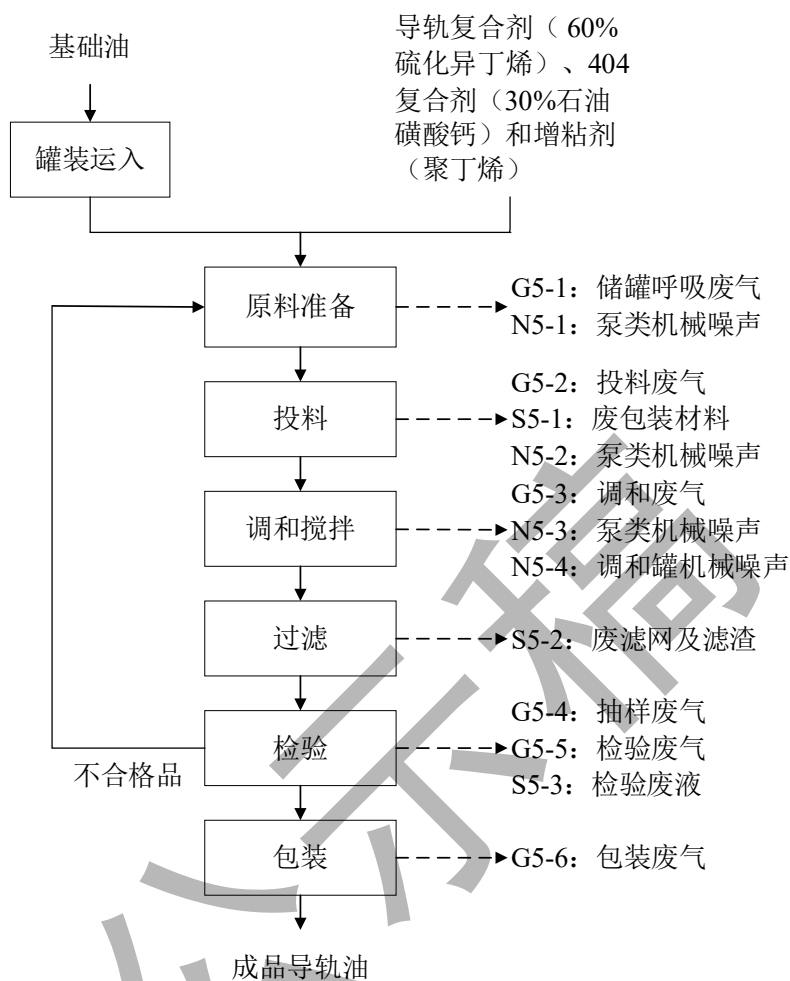 基础油
导轨复合剂（ 60%
硫化异丁烯）、404
复合剂（30%石油
磺酸钙）和增粘剂
（聚丁烯）
罐装运入
原料准备
G5-1：储罐呼吸废气
N5-1：泵类机械噪声
投料
G5-2：投料废气
S5-1：废包装材料
N5-2：泵类机械噪声
调和搅拌
G5-3：调和废气
N5-3：泵类机械噪声
N5-4：调和罐机械噪声
过滤
S5-2：废滤网及滤渣
检验
G5-4：抽样废气
G5-5：检验废气
S5-3：检验废液
不合格品
包装
G5-6：包装废气
成品导轨油
公示稿